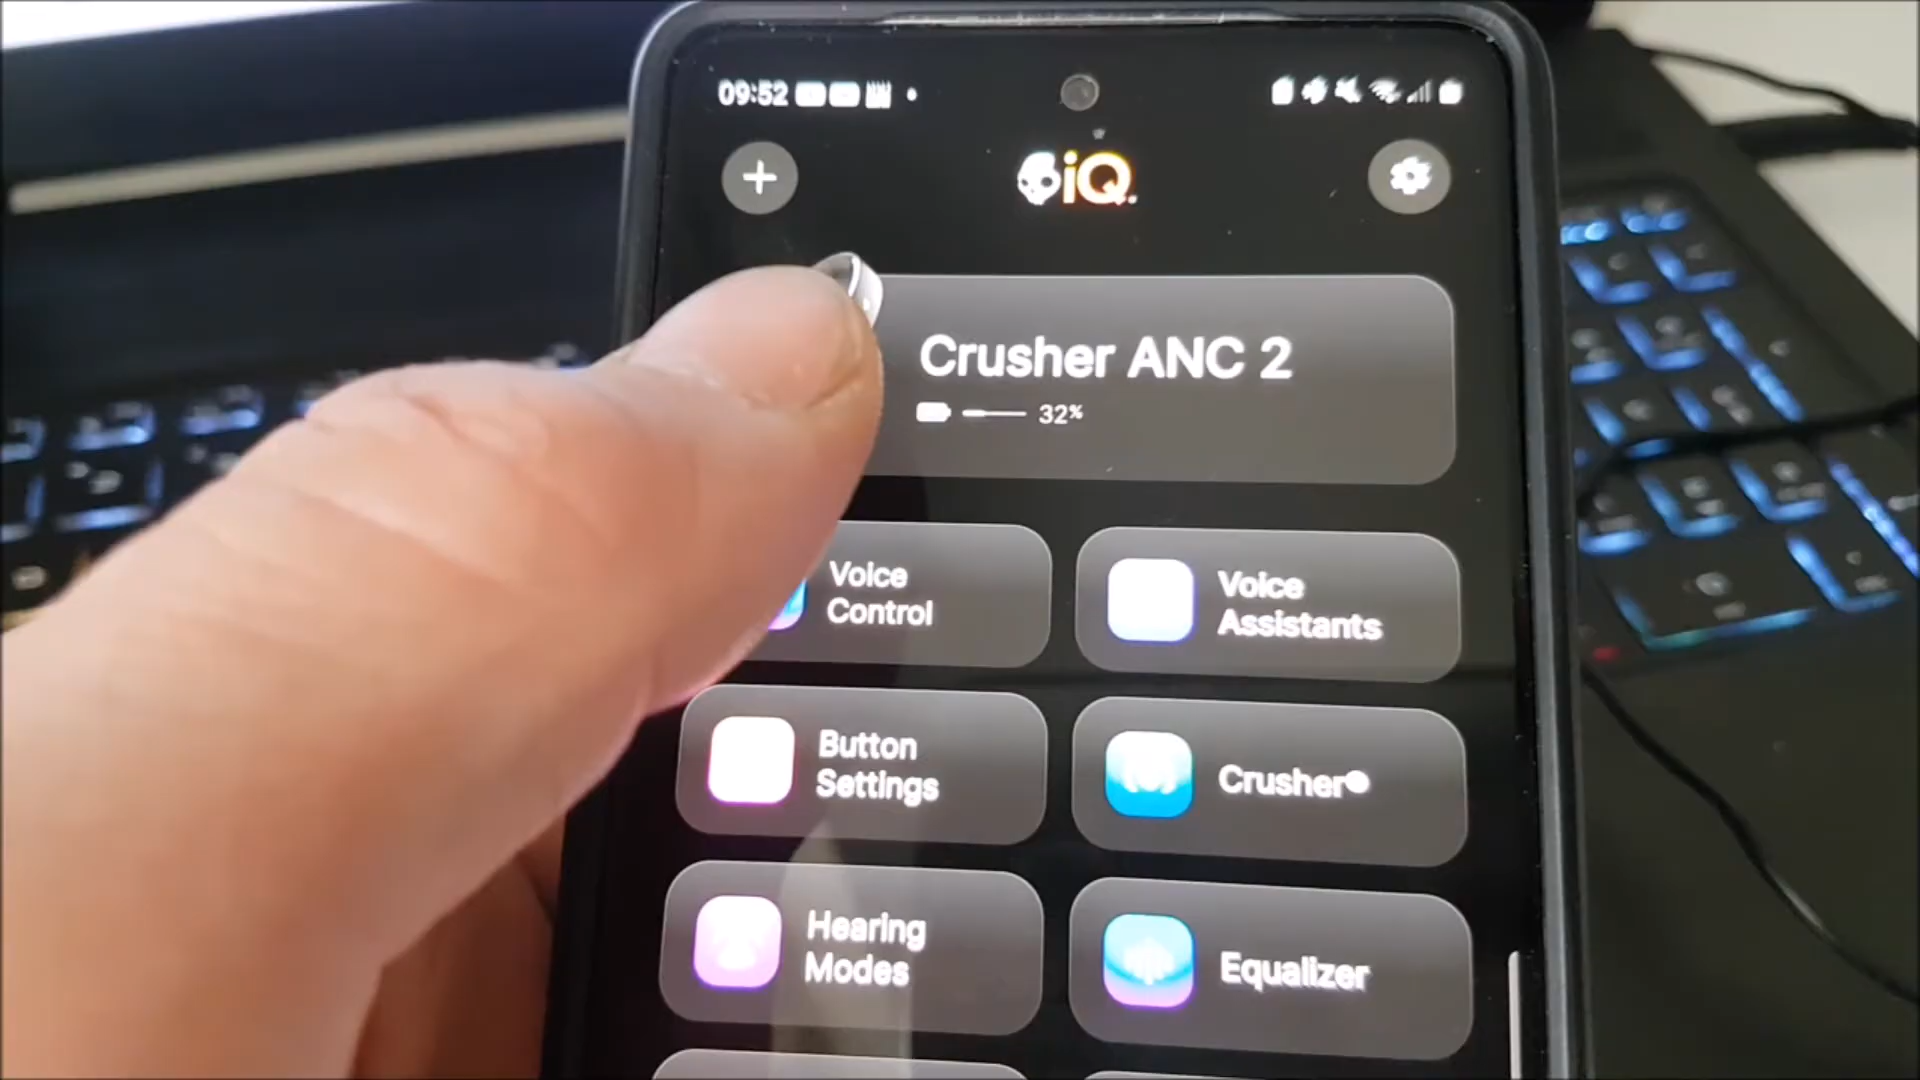 09:52
iQ.
Crusher ANC 2
32%
Voice
Control
Voice
Assistants
Button
Settings
Crusher®
Hearing
Modes
Equalizer